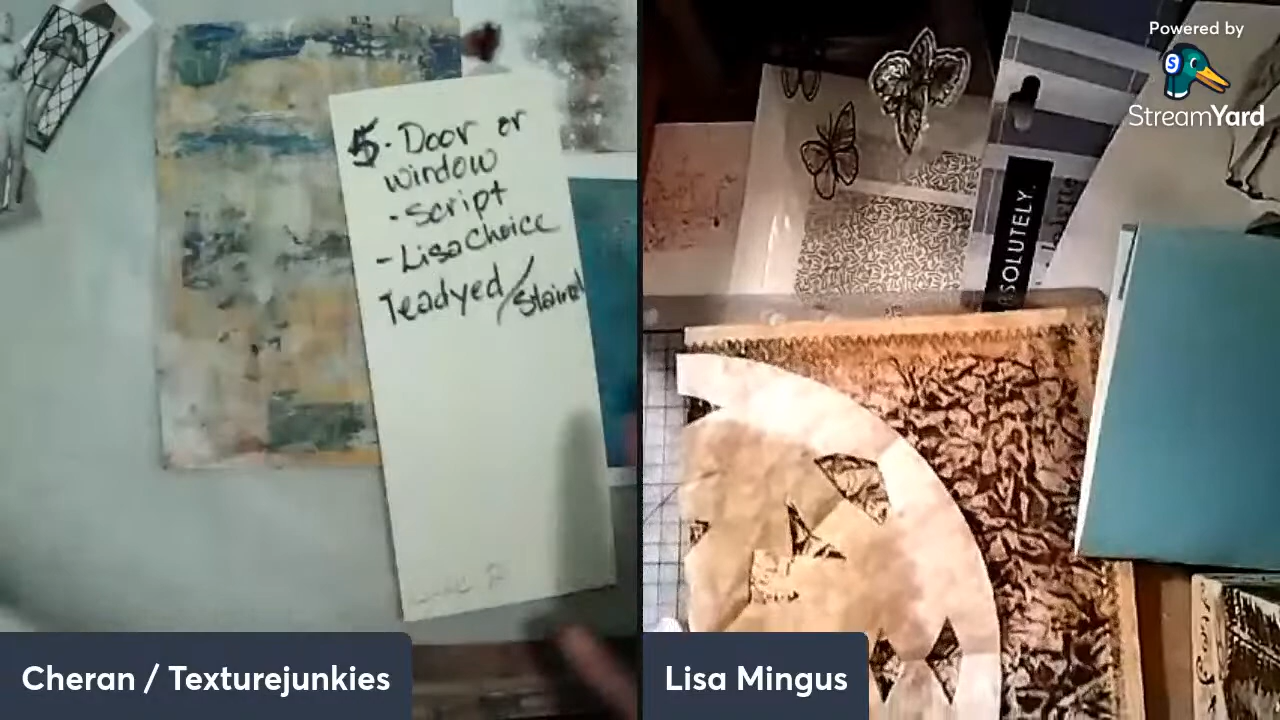 5. Door or
window
- Script
- Lisa Choice
Teadyed/Stained
Powered by
StreamYard
SOLUTELY.
Cheran / Texturejunkies
Lisa Mingus